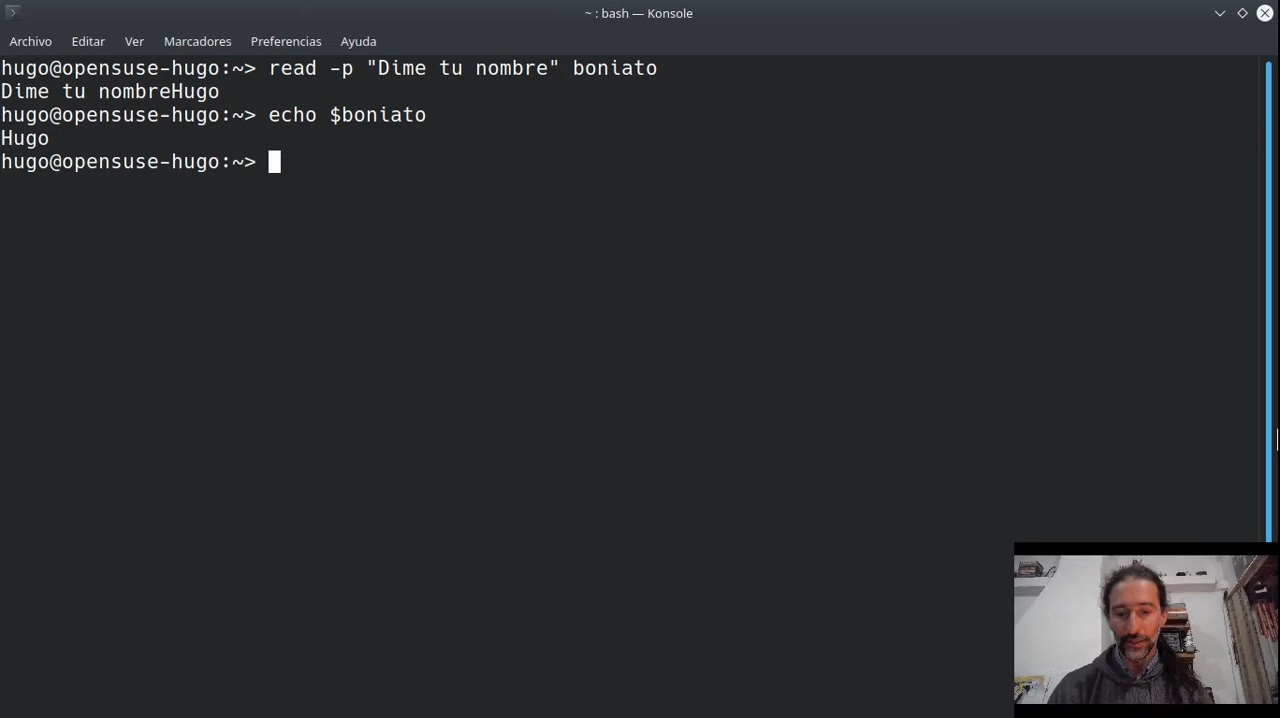 ~ : bash — Konsole
Archivo Editar Ver Marcadores Preferencias Ayuda
hugo@opensuse-hugo:~> read -p "Dime tu nombre" boniato
Dime tu nombreHugo
hugo@opensuse-hugo:~> echo $boniato
Hugo
hugo@opensuse-hugo:~>